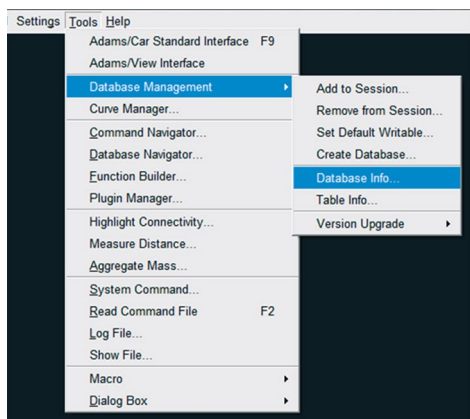 Settings Tools Help
Adams/Car Standard Interface F9
Adams/View Interface
Database Management
Curve Manager...
Command Navigator...
Database Navigator...
Function Builder...
Plugin Manager...
Highlight Connectivity...
Measure Distance...
Aggregate Mass...
System Command...
Read Command File F2
Log File...
Show File...
Macro
Dialog Box
Add to Session...
Remove from Session...
Set Default Writable...
Create Database...
Database Info...
Table Info...
Version Upgrade